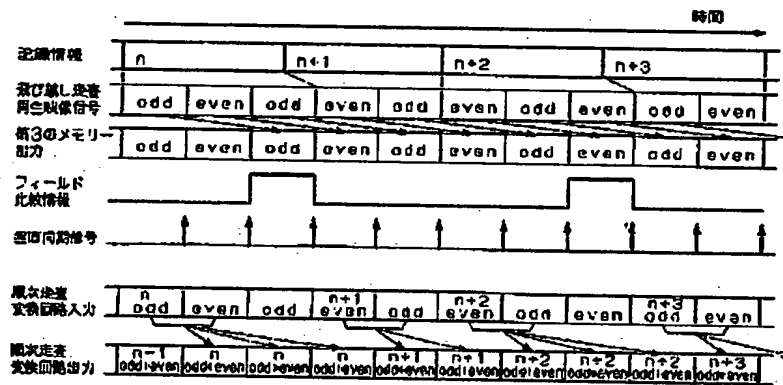 時間
記録情報
n n+1 n+2 n+3
飛び越し走査
再生映像信号
odd even odd even odd even odd even odd even
第3のメモリー
出力
odd even odd even odd even odd even odd even
フィールド
比較情報
垂直同期信号
順次走査
変換回路入力
n n+1 n+2 n+3
odd even odd even odd even odd even odd even
順次走査
変換回路出力
n-1 n n n n+1 n+1 n+2 n+2 n+2 n+3
odd+even odd+even odd+even odd+even odd+even odd+even odd+even odd+even odd+even odd+even